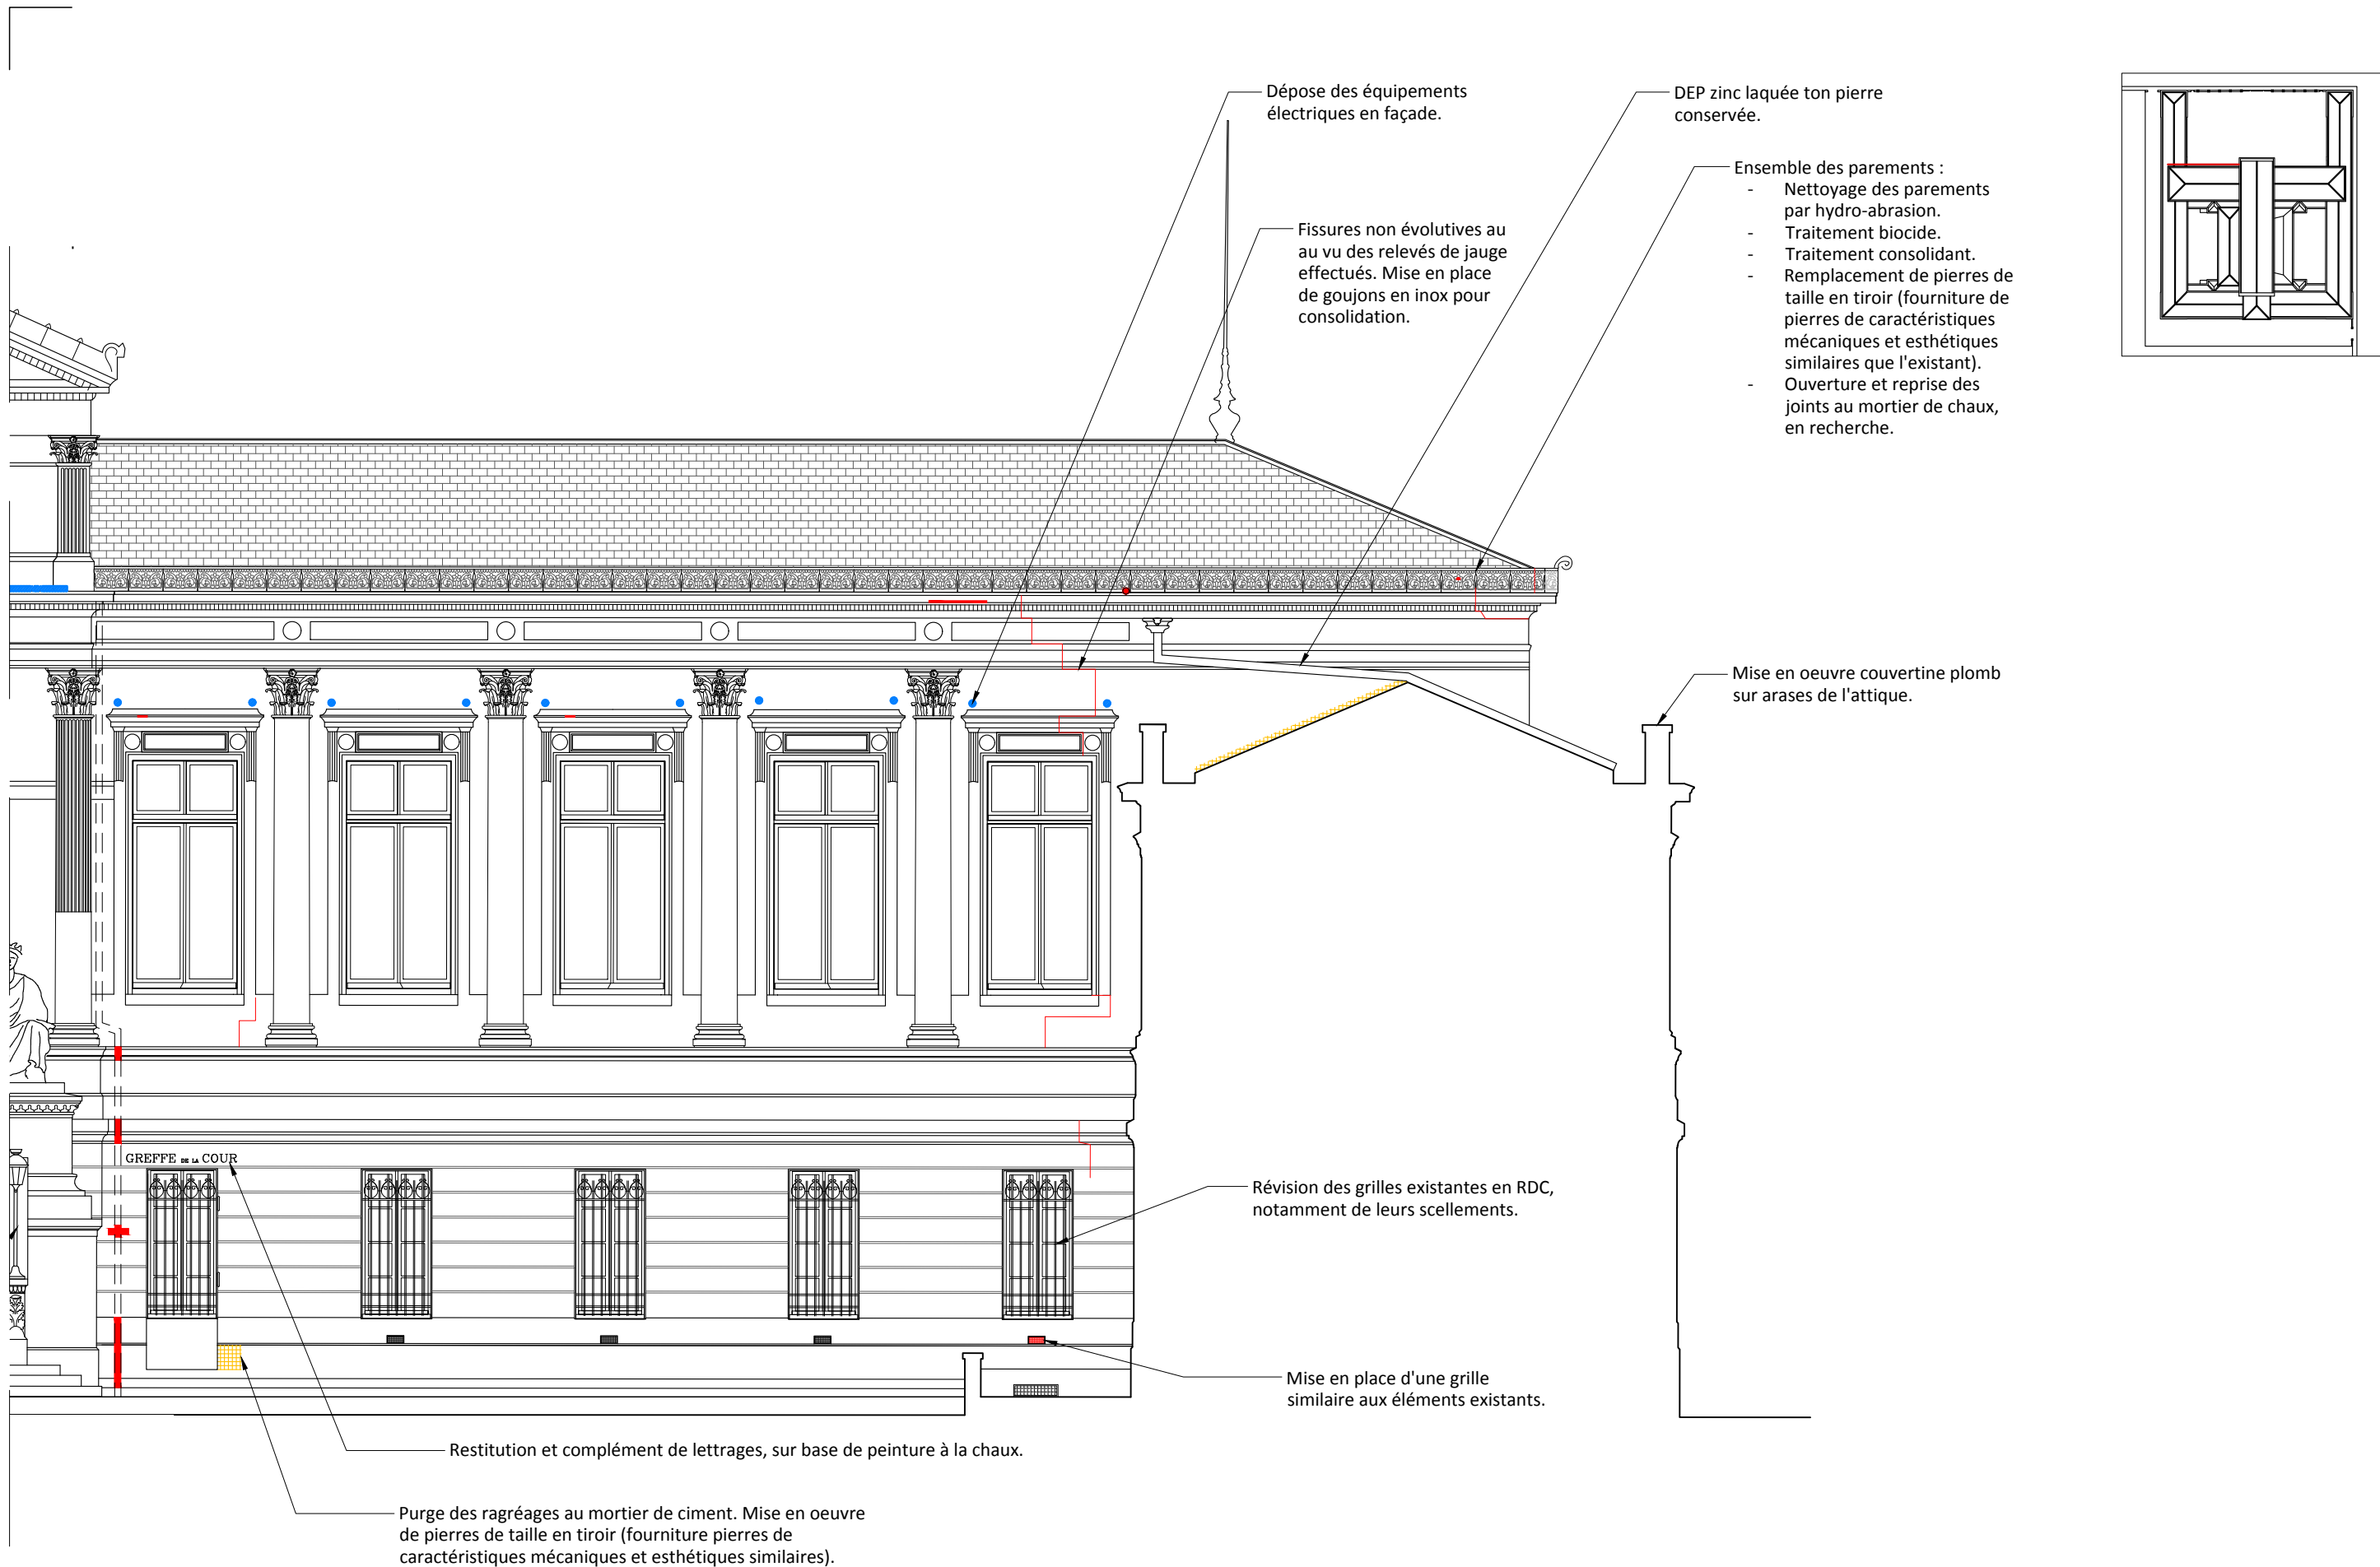 Dépose des équipements
électriques en façade.
DEP zinc laquée ton pierre
conservée.
Ensemble des parements :
- Nettoyage des parements
par hydro-abrasion.
- Traitement biocide.
- Traitement consolidant.
- Remplacement de pierres de
taille en tiroir (fourniture de
pierres de caractéristiques
mécaniques et esthétiques
similaires que l'existant).
- Ouverture et reprise des
joints au mortier de chaux,
en recherche.
Fissures non évolutives au
au vu des relevés de jauge
effectués. Mise en place
de goujons en inox pour
consolidation.
Mise en oeuvre couvertine plomb
sur arases de l'attique.
GREFFE DE LA COUR
Révision des grilles existantes en RDC,
notamment de leurs scellements.
Mise en place d'une grille
similaire aux éléments existants.
Restitution et complément de lettrages, sur base de peinture à la chaux.
Purge des ragréages au mortier de ciment. Mise en oeuvre
de pierres de taille en tiroir (fourniture pierres de
caractéristiques mécaniques et esthétiques similaires).